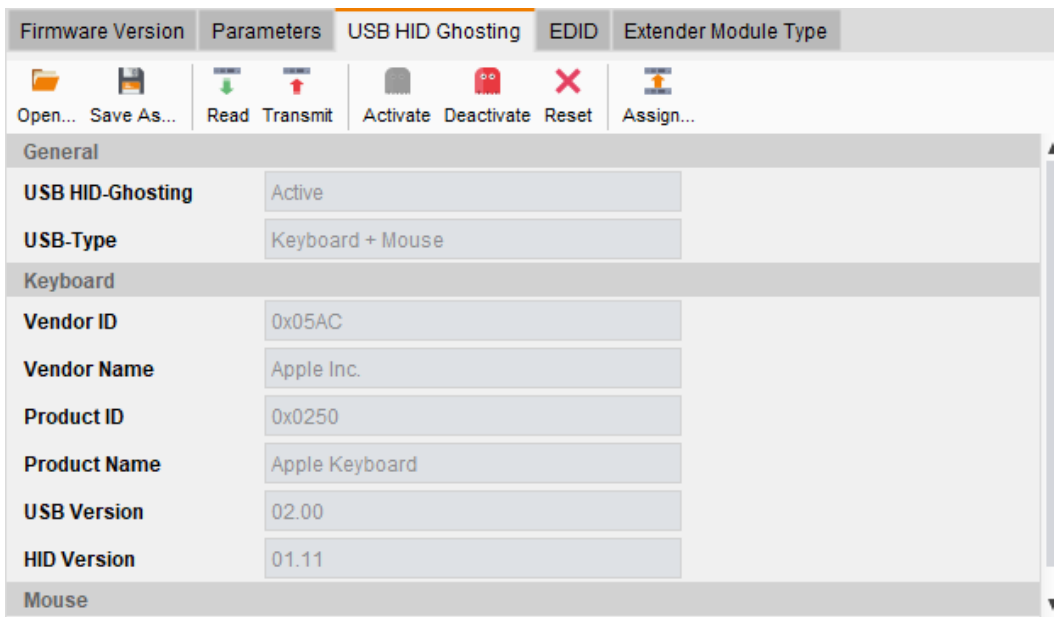 Firmware Version Parameters USB HID Ghosting EDID Extender Module Type
Open... Save As... Read Transmit Activate Deactivate Reset Assign...
General
USB HID-Ghosting Active
USB-Type Keyboard + Mouse
Keyboard
Vendor ID 0x05AC
Vendor Name Apple Inc.
Product ID 0x0250
Product Name Apple Keyboard
USB Version 02.00
HID Version 01.11
Mouse